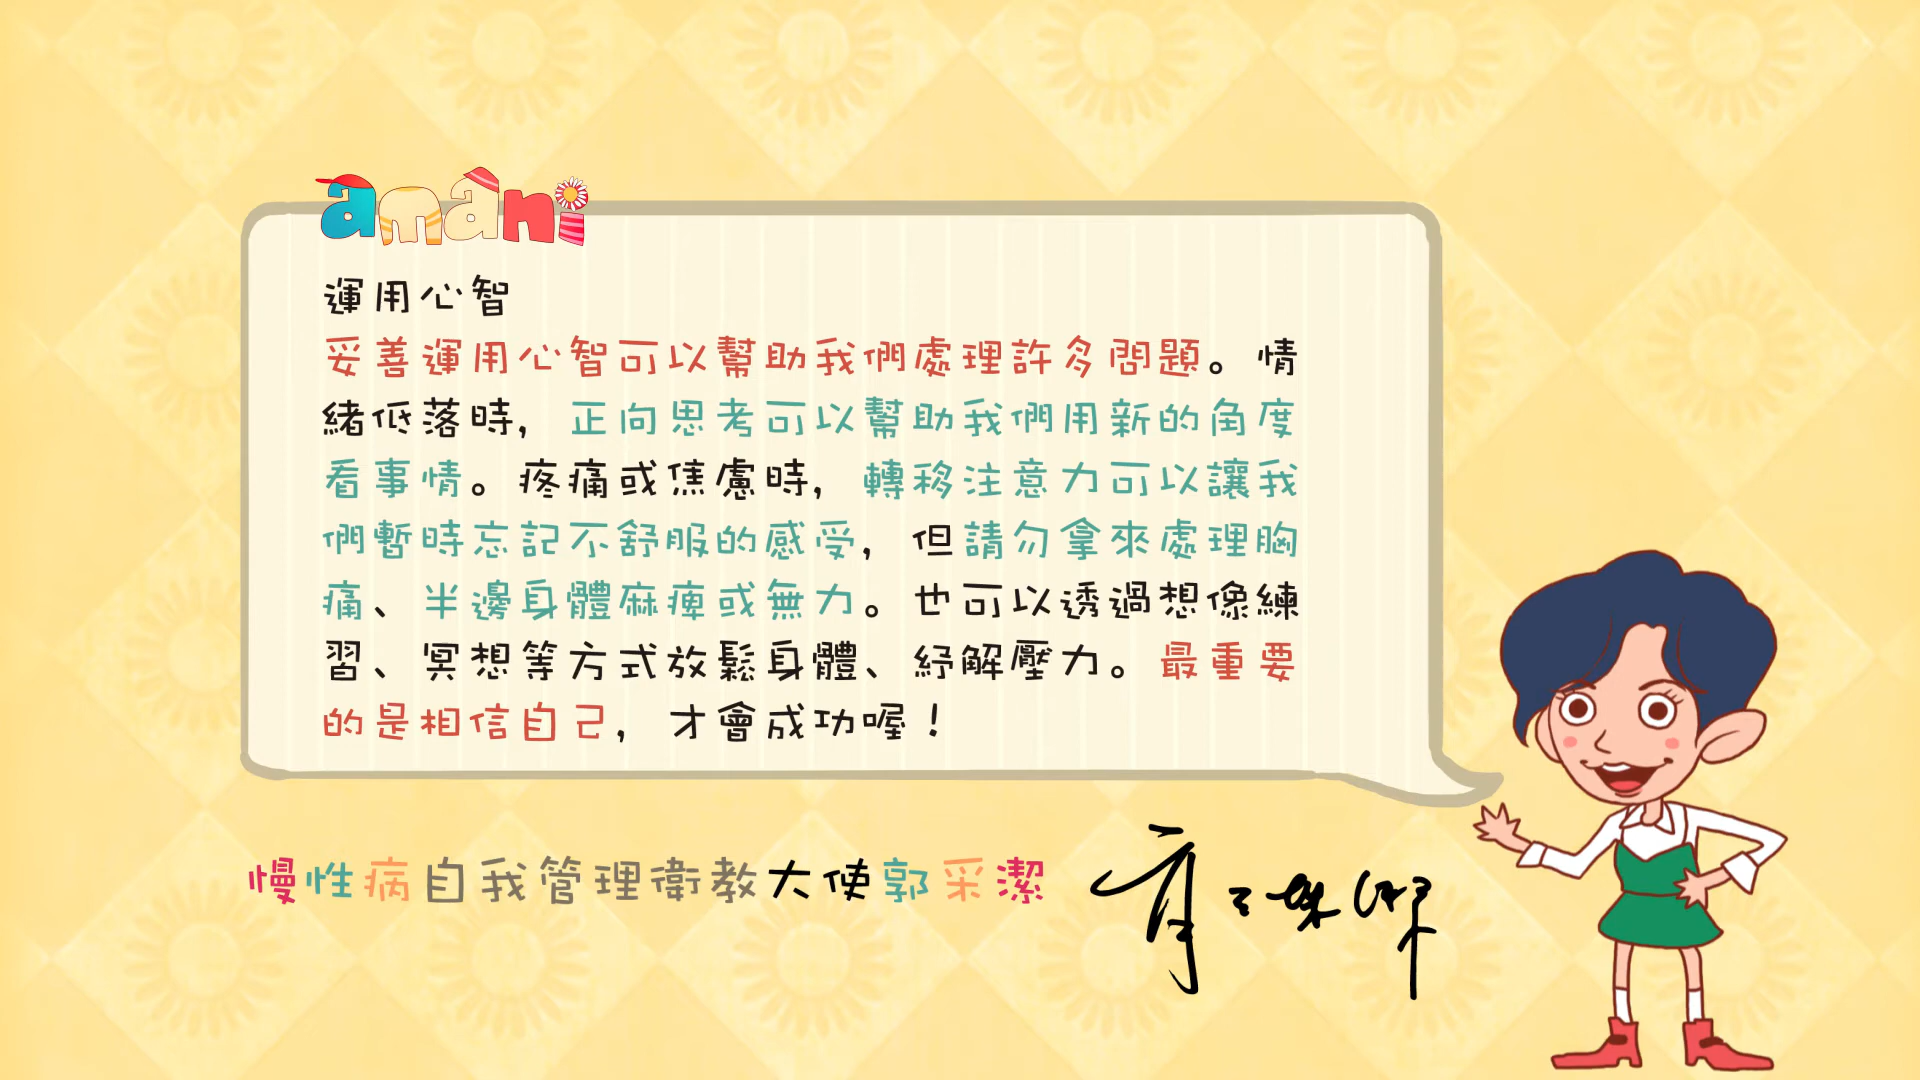 amani
運用心智
妥善運用心智可以幫助我們處理許多問題。情
緒低落時，正向思考可以幫助我們用新的角度
看事情。疼痛或焦慮時，轉移注意力可以讓我
們暫時忘記不舒服的感受，但請勿拿來處理胸
痛、半邊身體麻痺或無力。也可以透過想像練
習、冥想等方式放鬆身體、紓解壓力。最重要
的是相信自己，才會成功喔！
慢性病自我管理衛教大使郭采潔